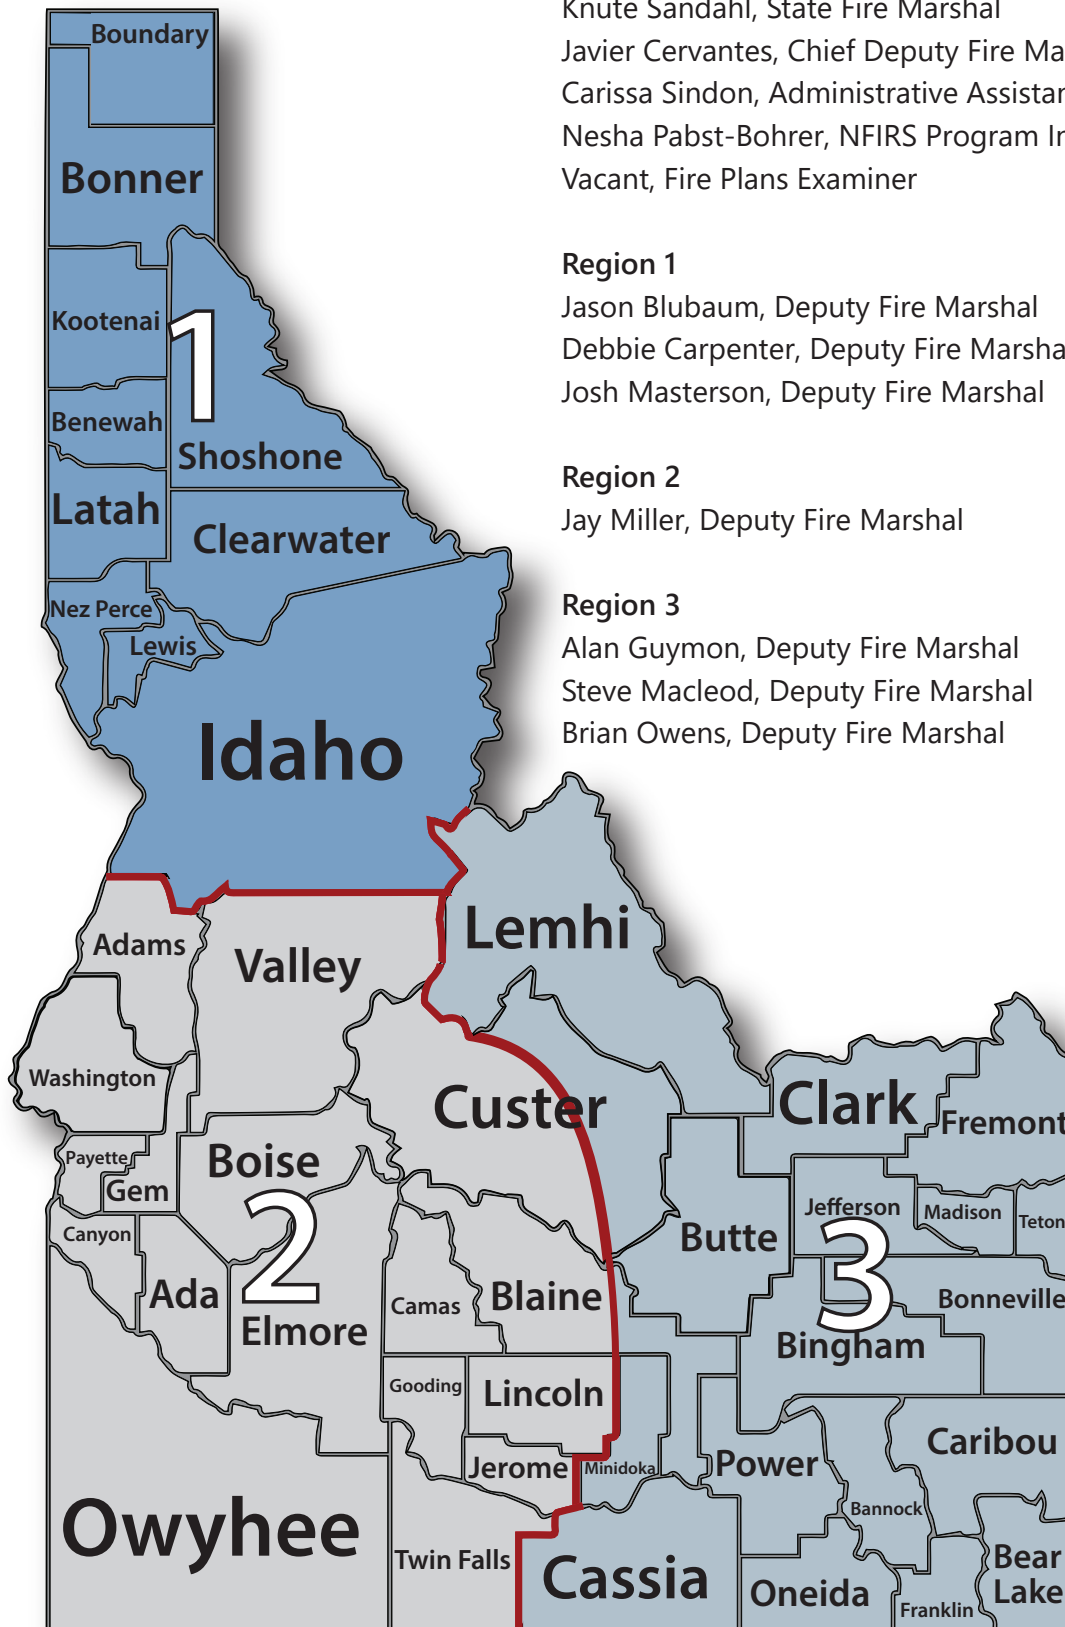 Knute Sandahl, State Fire Marshal
Javier Cervantes, Chief Deputy Fire Ma
Carissa Sindon, Administrative Assistan
Nesha Pabst-Bohrer, NFIRS Program
Vacant, Fire Plans Examiner
Region 1
Jason Blubaum, Deputy Fire Marshal
Debbie Carpenter, Deputy Fire Marsha
Josh Masterson, Deputy Fire Marshal
Region 2
Jay Miller, Deputy Fire Marshal
Region 3
Alan Guymon, Deputy Fire Marshal
Steve Macleod, Deputy Fire Marshal
Brian Owens, Deputy Fire Marshal
Boundary
Bonner
Kootenai
1
Benewah
Shoshone
Latah
Clearwater
Nez Perce
Lewis
Idaho
Lemhi
Adams
Valley
Washington
Custer
Clark
Fremont
Payette
Boise
Gem
2
Jefferson
Madison
Teton
Canyon
Butte
3
Ada
Camas
Blaine
Bonneville
Elmore
Bingham
Gooding
Lincoln
Caribou
Jerome
Minidoka
Power
Bannock
Owyhee
Twin Falls
Cassia
Oneida
Franklin
Bear
Lake